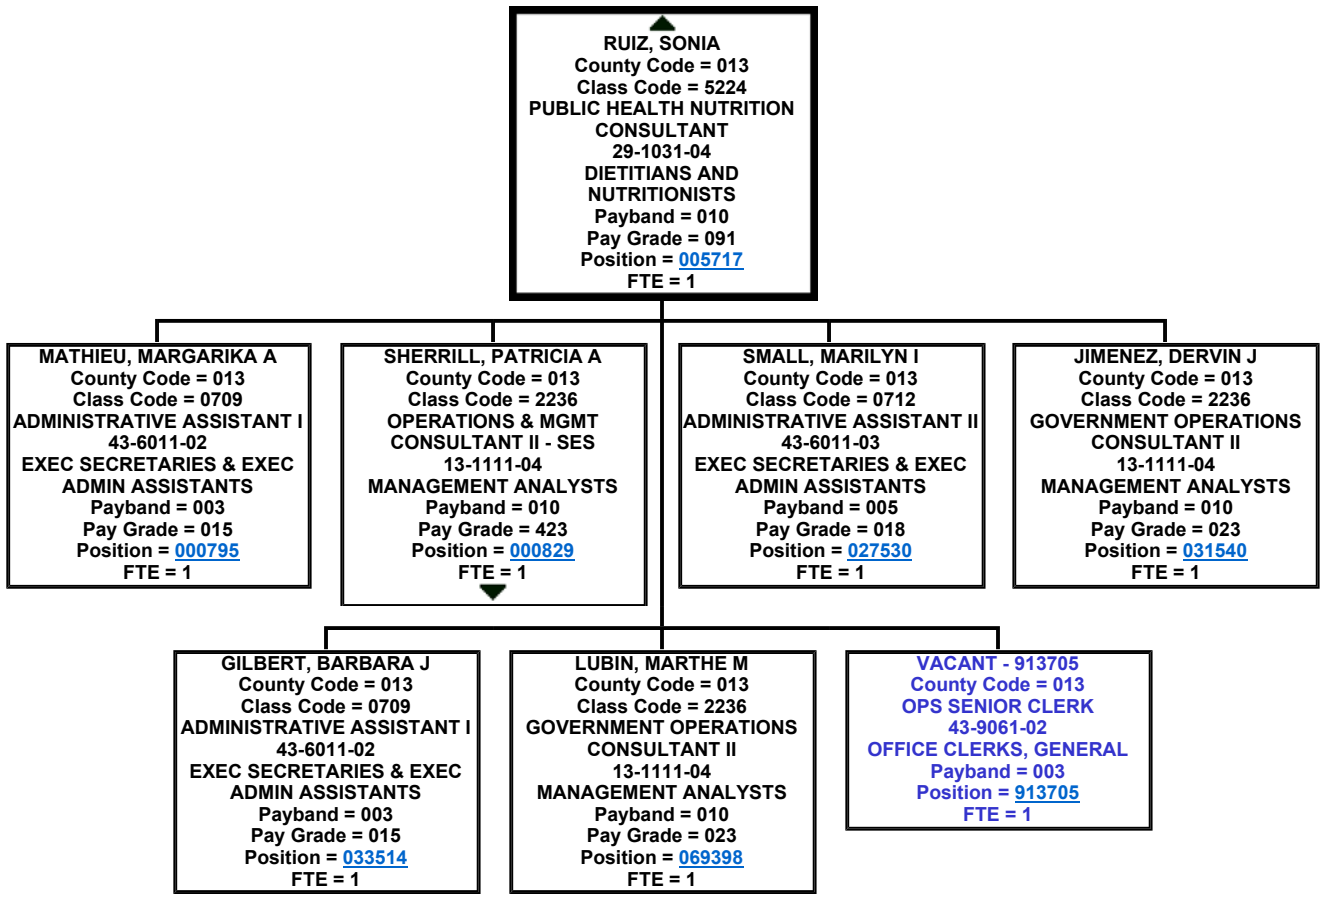 RUIZ, SONIA
County Code = 013
Class Code = 5224
PUBLIC HEALTH NUTRITION
CONSULTANT
29-1031-04
DIETITIANS AND
NUTRITIONISTS
Payband = 010
Pay Grade = 091
Position = 005717
FTE = 1
MATHIEU, MARGARIKA A
County Code = 013
Class Code = 0709
ADMINISTRATIVE ASSISTANT I
43-6011-02
EXEC SECRETARIES & EXEC
ADMIN ASSISTANTS
Payband = 003
Pay Grade = 015
Position = 000795
FTE = 1
SHERRILL, PATRICIA A
County Code = 013
Class Code = 2236
OPERATIONS & MGMT
CONSULTANT II - SES
13-1111-04
MANAGEMENT ANALYSTS
Payband = 010
Pay Grade = 423
Position = 000829
FTE = 1
SMALL, MARILYN I
County Code = 013
Class Code = 0712
ADMINISTRATIVE ASSISTANT II
43-6011-03
EXEC SECRETARIES & EXEC
ADMIN ASSISTANTS
Payband = 005
Pay Grade = 018
Position = 027530
FTE = 1
JIMENEZ, DERVIN J
County Code = 013
Class Code = 2236
GOVERNMENT OPERATIONS
CONSULTANT II
13-1111-04
MANAGEMENT ANALYSTS
Payband = 010
Pay Grade = 023
Position = 031540
FTE = 1
GILBERT, BARBARA J
County Code = 013
Class Code = 0709
ADMINISTRATIVE ASSISTANT I
43-6011-02
EXEC SECRETARIES & EXEC
ADMIN ASSISTANTS
Payband = 003
Pay Grade = 015
Position = 033514
FTE = 1
LUBIN, MARTHE M
County Code = 013
Class Code = 2236
GOVERNMENT OPERATIONS
CONSULTANT II
13-1111-04
MANAGEMENT ANALYSTS
Payband = 010
Pay Grade = 023
Position = 069398
FTE = 1
VACANT - 913705
County Code = 013
OPS SENIOR CLERK
43-9061-02
OFFICE CLERKS, GENERAL
Payband = 003
Position = 913705
FTE = 1